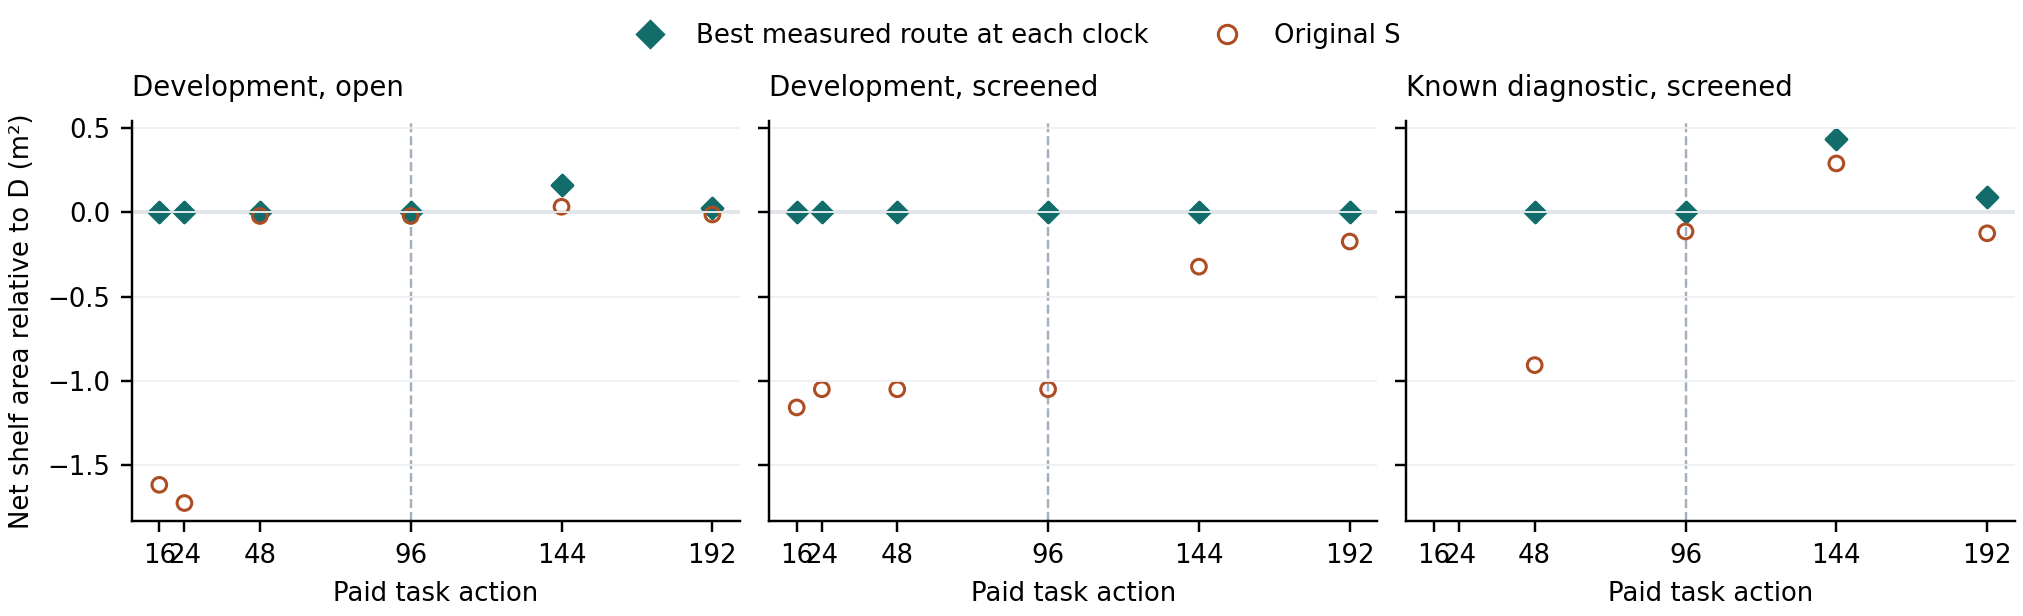 Best measured route at each clock
Original S
Development, open
Development, screened
Known diagnostic, screened
Net shelf area relative to D (m²)
0.5
0.0
−0.5
−1.0
−1.5
16 24 48 96 144 192
16 24 48 96 144 192
16 24 48 96 144 192
Paid task action
Paid task action
Paid task action